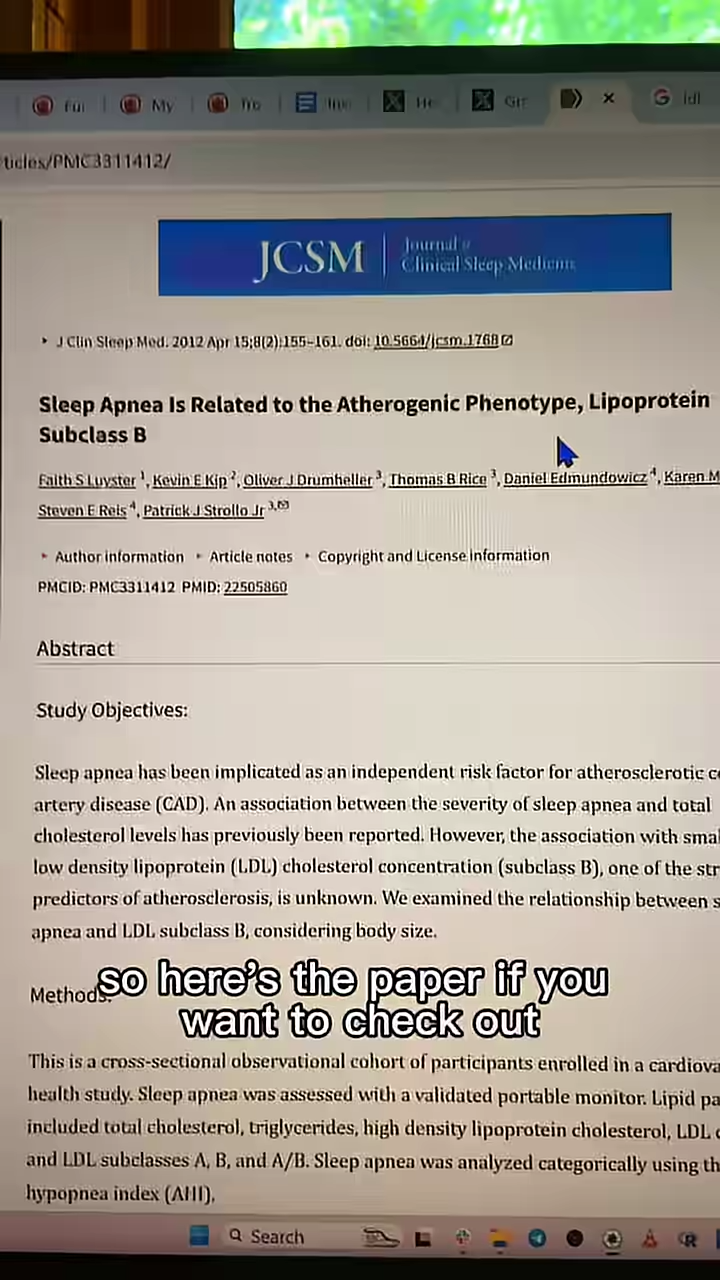 My
ticles/PMC3311412/
JCSM | Journal of
Clinical Sleep Medicine
J Clin Sleep Med. 2012 Apr 15;8(2):155–161. doi: 10.5664/jcsm.1768
Sleep Apnea Is Related to the Atherogenic Phenotype, Lipoprotein
Subclass B
Faith S Luyster 1, Kevin E Kip 2, Oliver J Drumheller 3, Thomas B Rice 3, Daniel Edmundowicz 4, Karen M
Steven E Reis 4, Patrick J Strollo Jr 3,✉
Author information Article notes Copyright and License information
PMCID: PMC3311412 PMID: 22505860
Abstract
Study Objectives:
Sleep apnea has been implicated as an independent risk factor for atherosclerotic c
artery disease (CAD). An association between the severity of sleep apnea and total
cholesterol levels has previously been reported. However, the association with sma
low density lipoprotein (LDL) cholesterol concentration (subclass B), one of the str
predictors of atherosclerosis, is unknown. We examined the relationship between s
apnea and LDL subclass B, considering body size.
Methods:
so here's the paper if you
want to check out
This is a cross-sectional observational cohort of participants enrolled in a cardiova
health study. Sleep apnea was assessed with a validated portable monitor. Lipid pa
included total cholesterol, triglycerides, high density lipoprotein cholesterol, LDL c
and LDL subclasses A, B, and A/B. Sleep apnea was analyzed categorically using th
hypopnea index (AHI).
Search